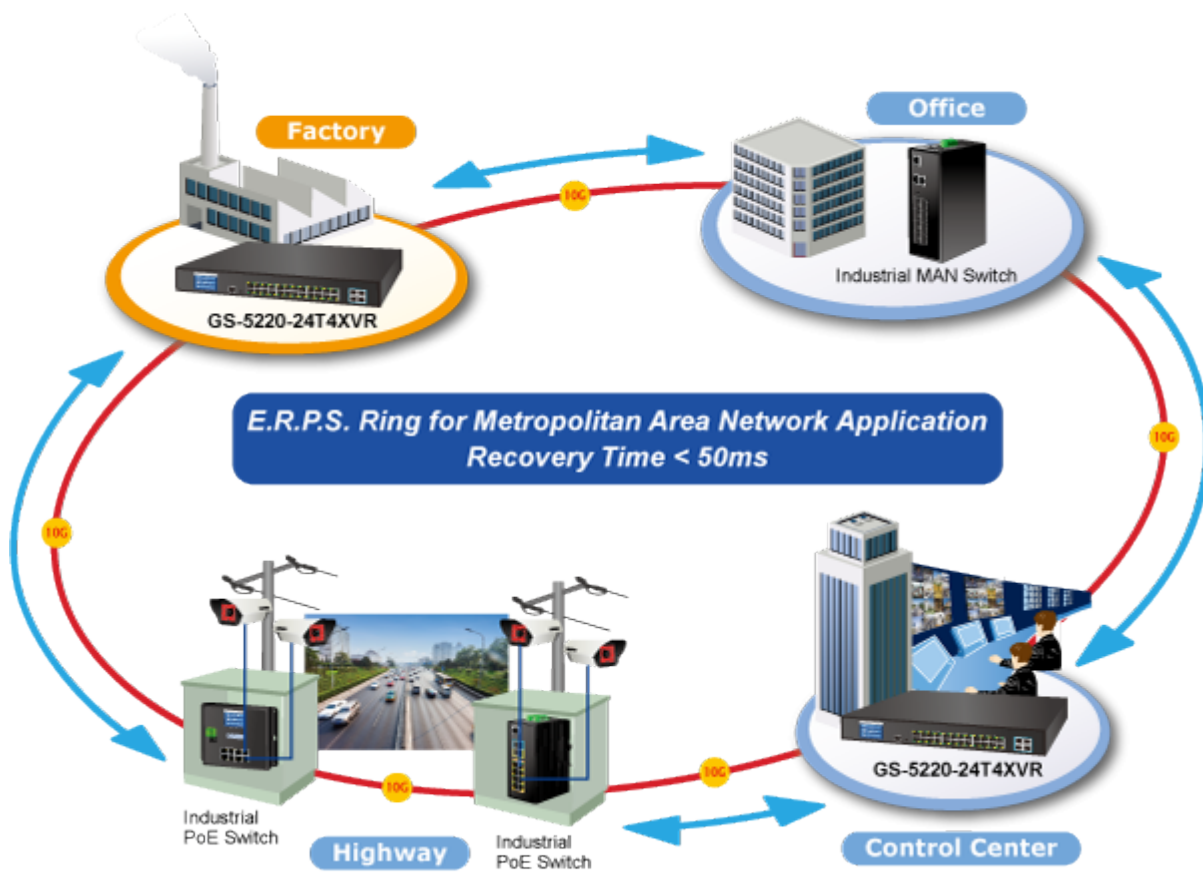 Factory
Office
10G
Industrial MAN Switch
GS-5220-24T4XVR
E.R.P.S. Ring for Metropolitan Area Network Application
Recovery Time < 50ms
10G
10G
GS-5220-24T4XVR
10G
10G
Industrial
PoE Switch
Industrial
PoE Switch
Highway
Control Center